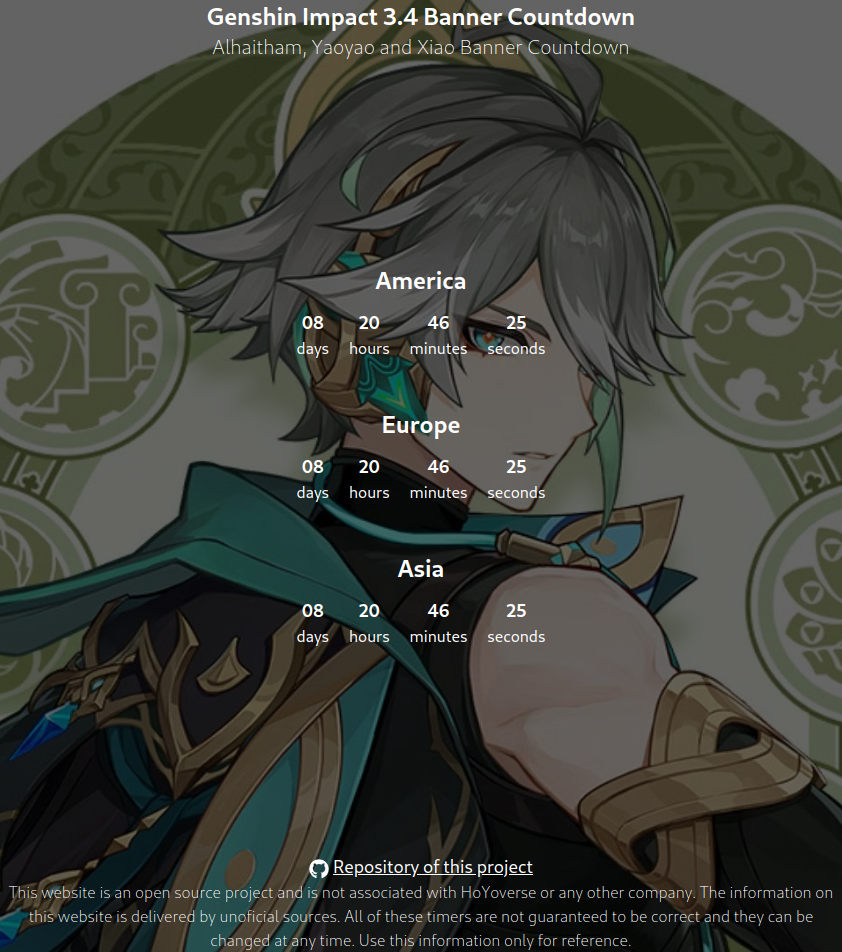 Genshin Impact 3.4 Banner Countdown
Alhaitham, Yaoyao and Xiao Banner Countdown
America
08 20 46 25
days hours minutes seconds
Europe
08 20 46 25
days hours minutes seconds
Asia
08 20 46 25
days hours minutes seconds
Repository of this project
This website is an open source project and is not associated with HoYoverse or any other company. The information on
this website is delivered by unoficial sources. All of these timers are not guaranteed to be correct and they can be
changed at any time. Use this information only for reference.